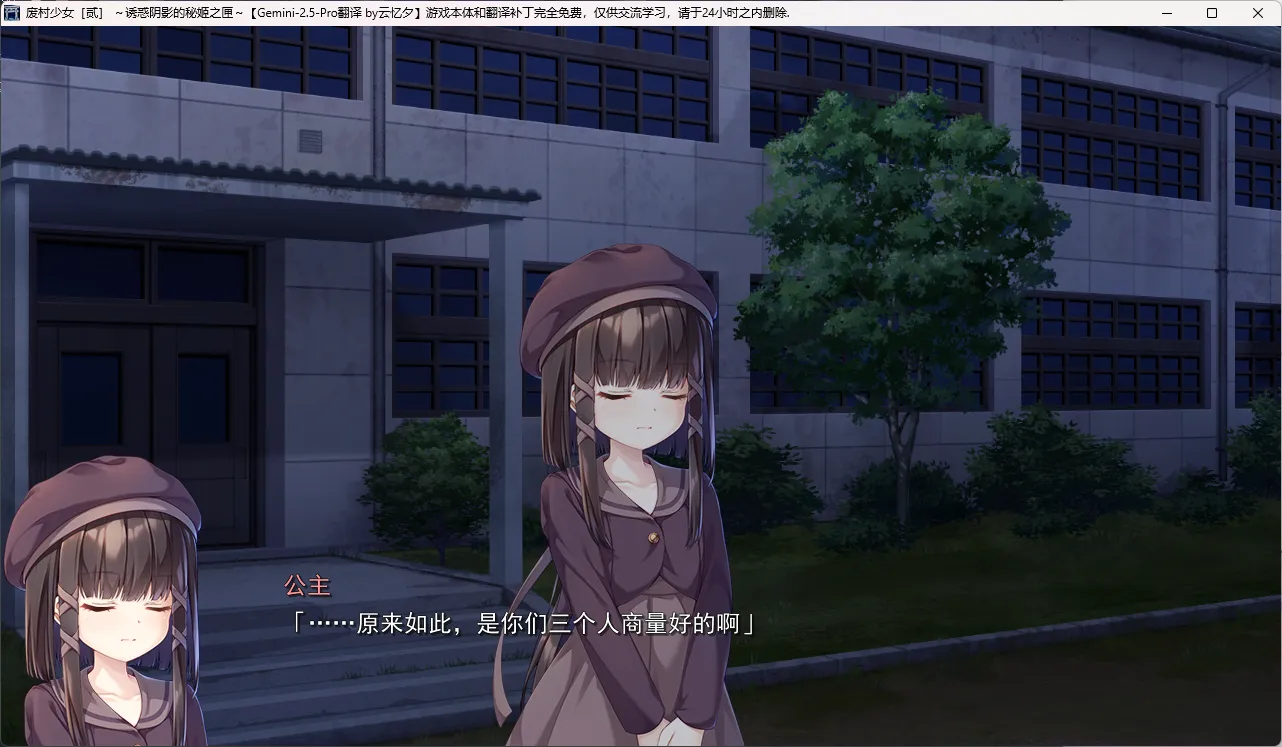 废村少女［贰］ ～诱惑阴影的秘姬之匣～【Gemini-2.5-Pro翻译 by云忆夕】游戏本体和翻译补丁完全免费，仅供交流学习，请于24小时之内删除.
公主
「……原来如此，是你们三个人商量好的啊」